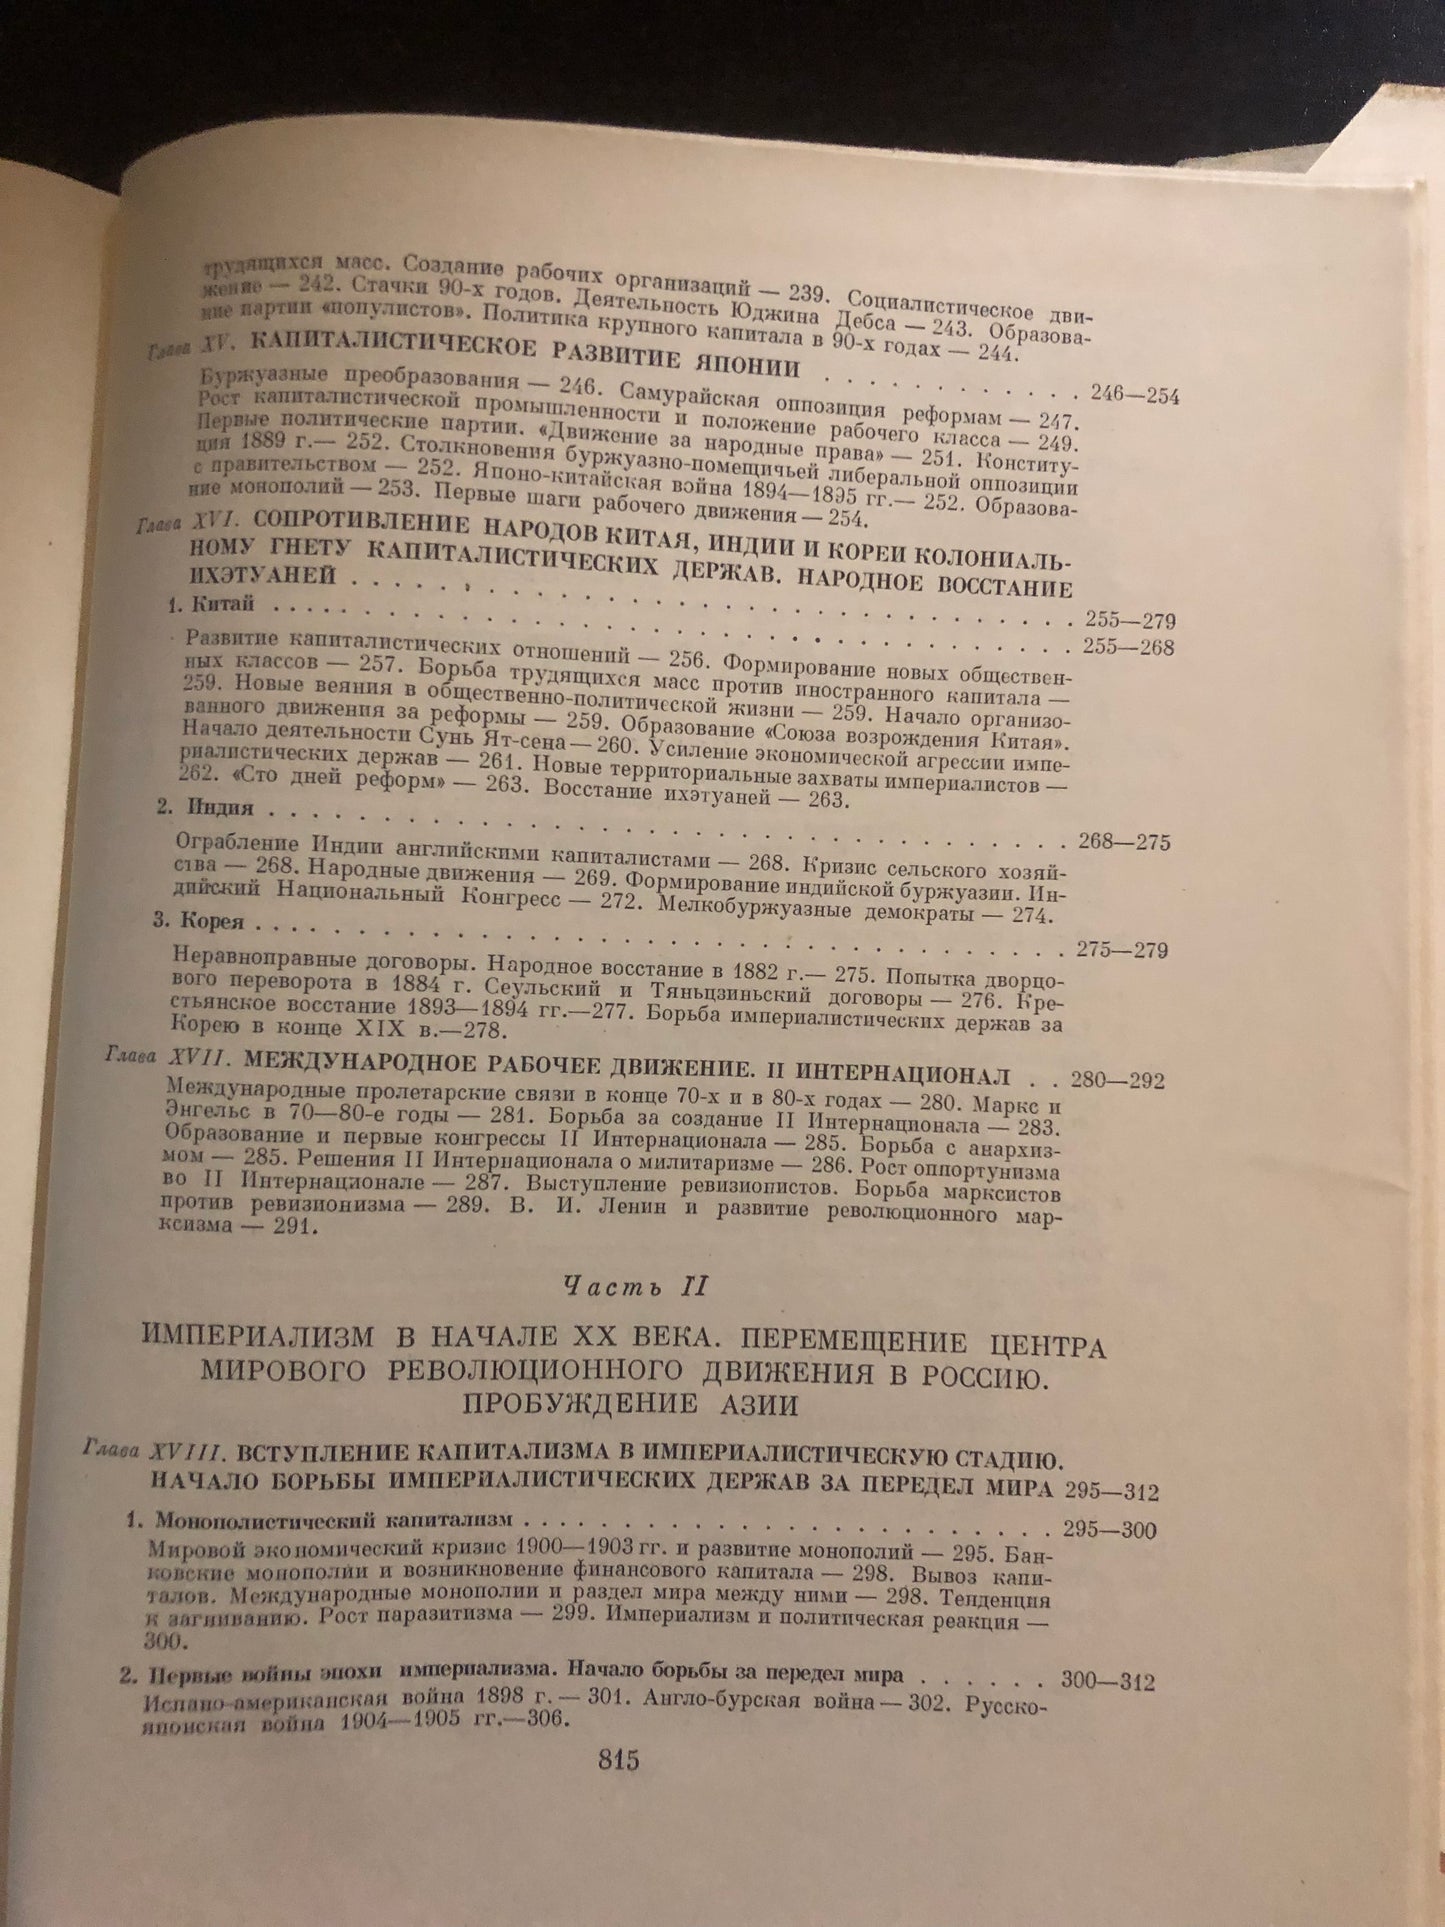 трудящихся масс. Создание рабочих организаций — 239. Социалистическое дви-
жение — 242. Стачки 90-х годов. Деятельность Юджина Дебса — 243. Образова-
ние партии «популистов». Политика крупного капитала в 90-х годах — 244.
Глава XV. КАПИТАЛИСТИЧЕСКОЕ РАЗВИТИЕ ЯПОНИИ . . . . . . . . . . . 246—254
Буржуазные преобразования — 246. Самурайская оппозиция реформам — 247.
Рост капиталистической промышленности и положение рабочего класса — 249.
Первые политические партии. «Движение за народные права» — 251. Конститу-
ция 1889 г.— 252. Столкновения буржуазно-помещичьей либеральной оппозиции
с правительством — 252. Японо-китайская война 1894—1895 гг.— 252. Образова-
ние монополий — 253. Первые шаги рабочего движения — 254.
Глава XVI. СОПРОТИВЛЕНИЕ НАРОДОВ КИТАЯ, ИНДИИ И КОРЕИ КОЛОНИАЛЬ-
НОМУ ГНЕТУ КАПИТАЛИСТИЧЕСКИХ ДЕРЖАВ. НАРОДНОЕ ВОССТАНИЕ
ИХЭТУАНЕЙ . . . . . . . . . . . . . . . . . . . . . . . . . . . 255—279
1. Китай . . . . . . . . . . . . . . . . . . . . . . . . . . . . . . 255—268
Развитие капиталистических отношений — 256. Формирование новых обществен-
ных классов — 257. Борьба трудящихся масс против иностранного капитала —
259. Новые веяния в общественно-политической жизни — 259. Начало организо-
ванного движения за реформы — 259. Образование «Союза возрождения Китая».
Начало деятельности Сунь Ят-сена — 260. Усиление экономической агрессии импе-
риалистических держав — 261. Новые территориальные захваты империалистов —
262. «Сто дней реформ» — 263. Восстание ихэтуаней — 263.
2. Индия . . . . . . . . . . . . . . . . . . . . . . . . . . . . . . 268—275
Ограбление Индии английскими капиталистами — 268. Кризис сельского хозяй-
ства — 268. Народные движения — 269. Формирование индийской буржуазии. Ин-
дийский Национальный Конгресс — 272. Мелкобуржуазные демократы — 274.
3. Корея . . . . . . . . . . . . . . . . . . . . . . . . . . . . . . 275—279
Неравноправные договоры. Народное восстание в 1882 г.— 275. Попытка дворцо-
вого переворота в 1884 г. Сеульский и Тяньцзиньский договоры — 276. Кре-
стьянское восстание 1893—1894 гг.—277. Борьба империалистических держав за
Корею в конце XIX в.—278.
Глава XVII. МЕЖДУНАРОДНОЕ РАБОЧЕЕ ДВИЖЕНИЕ. II ИНТЕРНАЦИОНАЛ . . 280—292
Международные пролетарские связи в конце 70-х и в 80-х годах — 280. Маркс и
Энгельс в 70—80-е годы — 281. Борьба за создание II Интернационала — 283.
Образование и первые конгрессы II Интернационала — 285. Борьба с анархиз-
мом — 285. Решения II Интернационала о милитаризме — 286. Рост оппортунизма
во II Интернационале — 287. Выступление ревизионистов. Борьба марксистов
против ревизионизма — 289. В. И. Ленин и развитие революционного мар-
ксизма — 291.
Часть II
ИМПЕРИАЛИЗМ В НАЧАЛЕ XX ВЕКА. ПЕРЕМЕЩЕНИЕ ЦЕНТРА
МИРОВОГО РЕВОЛЮЦИОННОГО ДВИЖЕНИЯ В РОССИЮ.
ПРОБУЖДЕНИЕ АЗИИ
Глава XVIII. ВСТУПЛЕНИЕ КАПИТАЛИЗМА В ИМПЕРИАЛИСТИЧЕСКУЮ СТАДИЮ.
НАЧАЛО БОРЬБЫ ИМПЕРИАЛИСТИЧЕСКИХ ДЕРЖАВ ЗА ПЕРЕДЕЛ МИРА 295—312
1. Монополистический капитализм . . . . . . . . . . . . . . . . . . . . 295—300
Мировой экономический кризис 1900—1903 гг. и развитие монополий — 295. Бан-
ковские монополии и возникновение финансового капитала — 298. Вывоз капи-
талов. Международные монополии и раздел мира между ними — 298. Тенденция
к загниванию. Рост паразитизма — 299. Империализм и политическая реакция —
300.
2. Первые войны эпохи империализма. Начало борьбы за передел мира . . . . . . 300—312
Испано-американская война 1898 г. — 301. Англо-бурская война — 302. Русско-
японская война 1904—1905 гг.—306.
815